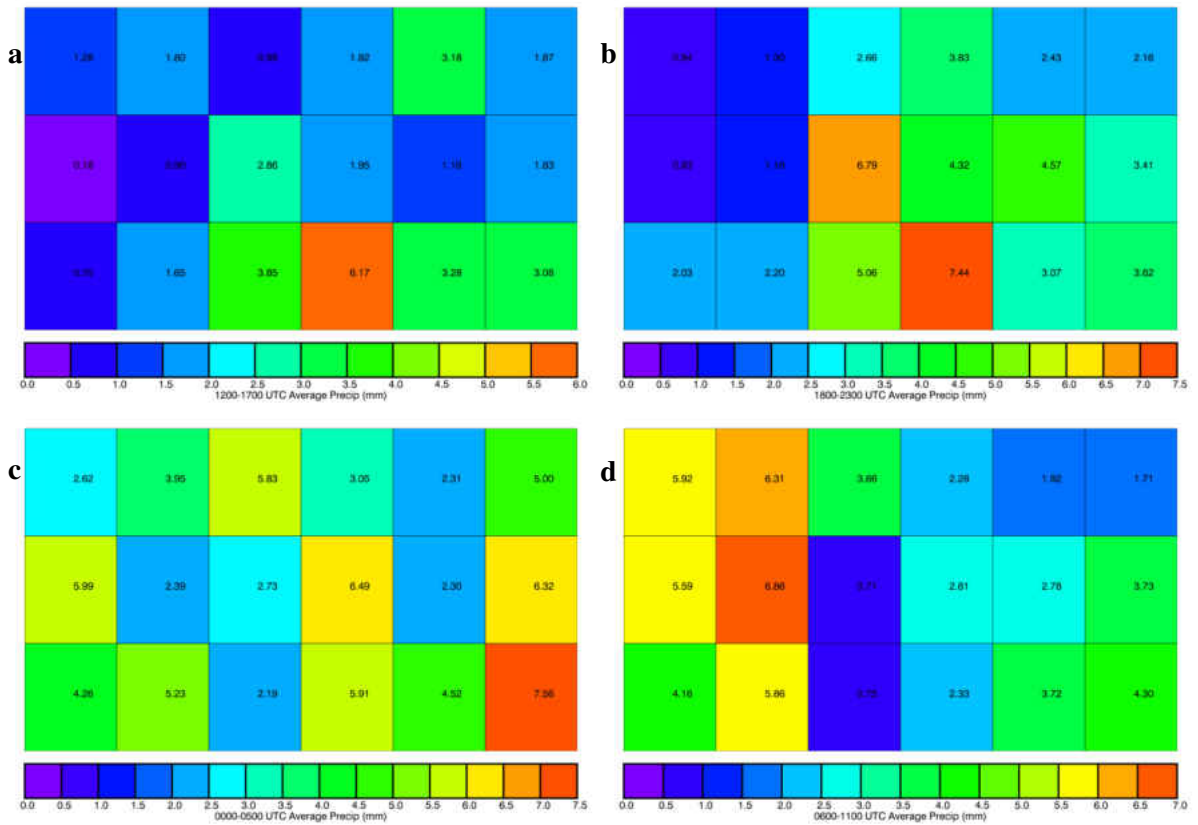 a
1.80 1.82 3.18 1.87
2.86 1.95 1.83
1.65 3.85 6.17 3.28 3.08
0.0 0.5 1.0 1.5 2.0 2.5 3.0 3.5 4.0 4.5 5.0 5.5 6.0
1200-1700 UTC Average Precip (mm)
b
2.66 3.83 2.43 2.16
6.79 4.32 4.57 3.41
2.03 2.20 5.06 7.44 3.07 3.62
0.0 0.5 1.0 1.5 2.0 2.5 3.0 3.5 4.0 4.5 5.0 5.5 6.0 6.5 7.0 7.5
1800-2300 UTC Average Precip (mm)
c
2.62 3.95 5.83 3.05 2.31 5.00
5.99 2.39 2.73 6.49 2.30 6.32
4.26 5.23 2.19 5.91 4.52 7.56
0.0 0.5 1.0 1.5 2.0 2.5 3.0 3.5 4.0 4.5 5.0 5.5 6.0 6.5 7.0 7.5
0000-0500 UTC Average Precip (mm)
d
5.92 6.31 3.86 2.28 1.92 1.71
5.59 6.86 2.81 2.78 3.73
4.16 5.86 2.33 3.72 4.30
0.0 0.5 1.0 1.5 2.0 2.5 3.0 3.5 4.0 4.5 5.0 5.5 6.0 6.5 7.0
0600-1100 UTC Average Precip (mm)